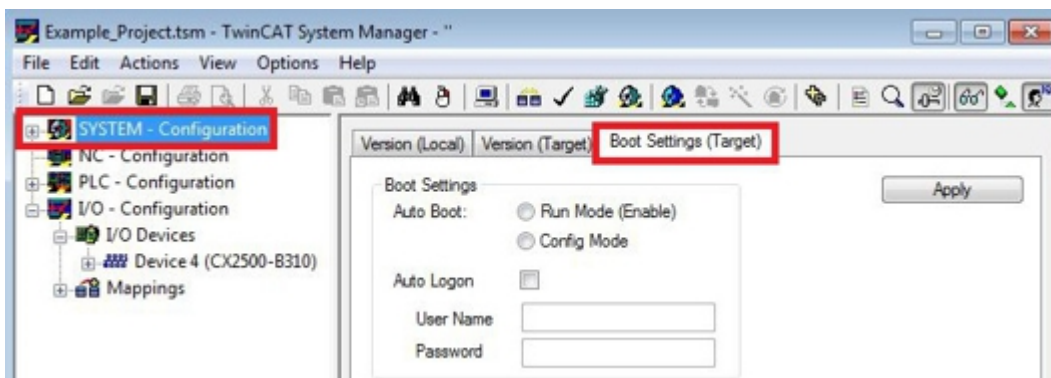 Example_Project.tsm - TwinCAT System Manager - ''
File Edit Actions View Options Help
SYSTEM - Configuration
NC - Configuration
PLC - Configuration
I/O - Configuration
I/O Devices
Device 4 (CX2500-B310)
Mappings
Version (Local) Version (Target) Boot Settings (Target)
Boot Settings
Apply
Auto Boot: Run Mode (Enable)
Config Mode
Auto Logon
User Name
Password